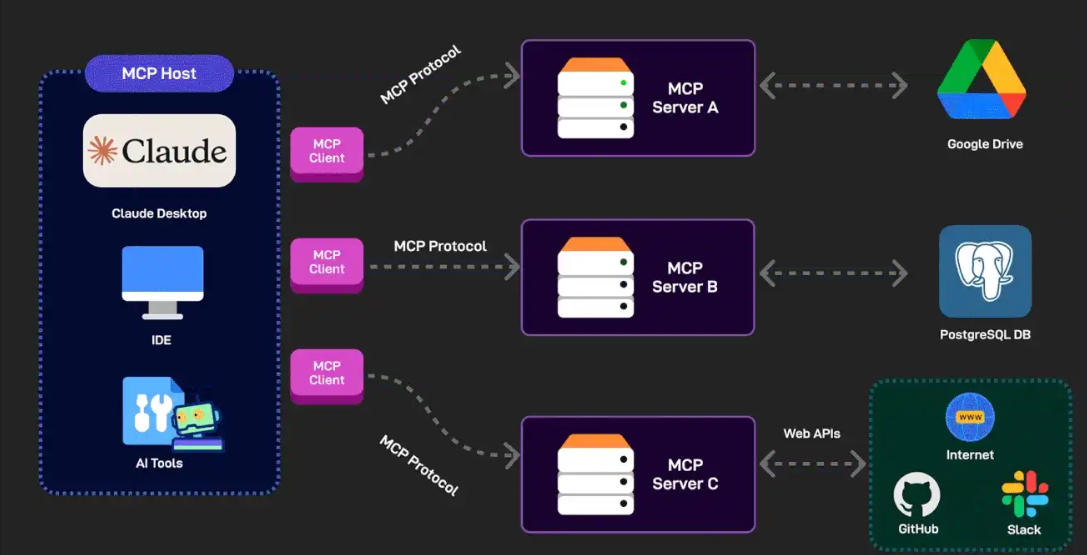 MCP Host
Claude
Claude Desktop
IDE
AI Tools
MCP
Client
MCP Protocol
MCP
Server A
Google Drive
MCP
Client
MCP Protocol
MCP
Server B
PostgreSQL DB
MCP
Client
MCP Protocol
MCP
Server C
Web APIs
www
Internet
GitHub
Slack